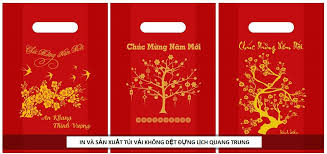 Chúc Mừng Năm Mới
An Khang
Thịnh Vượng
Chúc Mừng Năm Mới
Chúc Mừng Năm Mới
IN VÀ SẢN XUẤT TÚI VẢI KHÔNG DỆT ĐỰNG LỊCH QUANG TRUNG